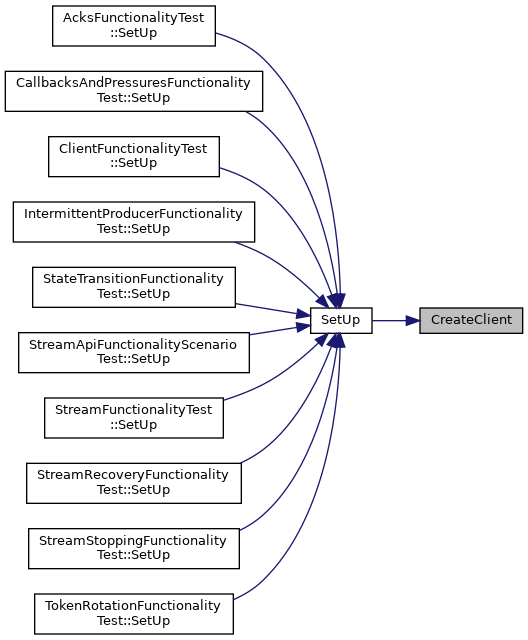 AcksFunctionalityTest
::SetUp
CallbacksAndPressuresFunctionality
Test::SetUp
ClientFunctionalityTest
::SetUp
IntermittentProducerFunctionality
Test::SetUp
StateTransitionFunctionality
Test::SetUp
SetUp
CreateClient
StreamApiFunctionalityScenario
Test::SetUp
StreamFunctionalityTest
::SetUp
StreamRecoveryFunctionality
Test::SetUp
StreamStoppingFunctionality
Test::SetUp
TokenRotationFunctionality
Test::SetUp